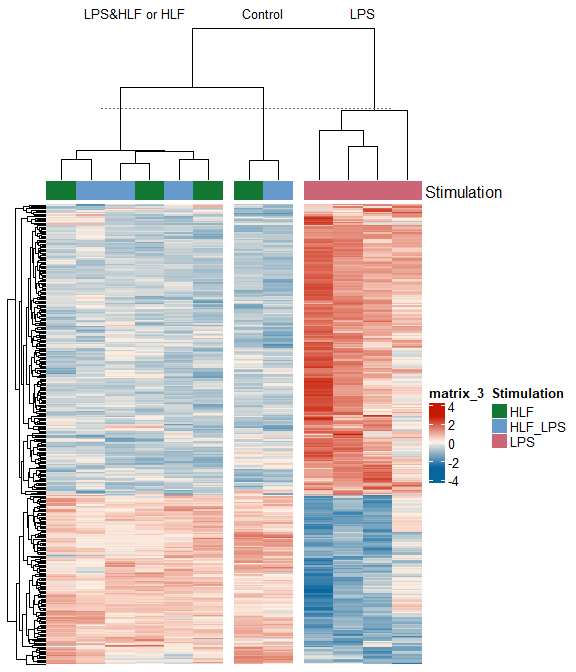 LPS&HLF or HLF Control LPS
Stimulation
matrix_3 Stimulation
4 HLF
2 HLF_LPS
0 LPS
-2
-4